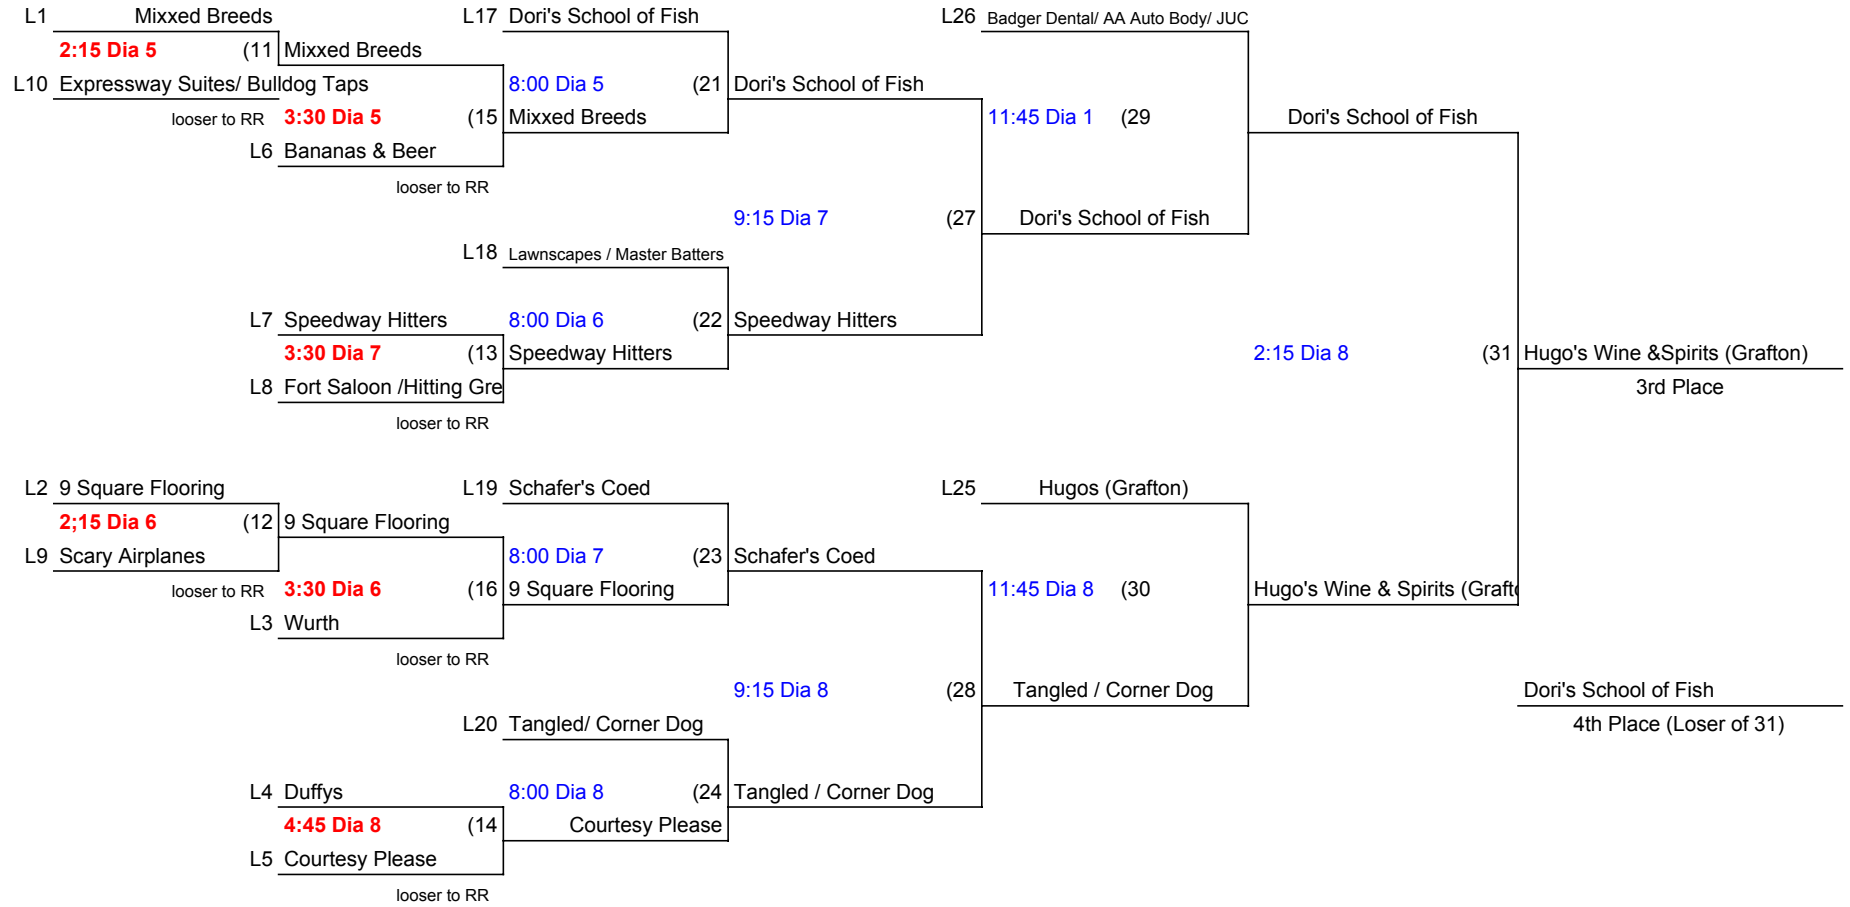 L1 Mixxed Breeds L17 Dori's School of Fish L26 Badger Dental/ AA Auto Body/ JUC
2:15 Dia 5 (11 Mixxed Breeds
L10 Expressway Suites/ Bulldog Taps 8:00 Dia 5 (21 Dori's School of Fish
looser to RR 3:30 Dia 5 (15 Mixxed Breeds 11:45 Dia 1 (29 Dori's School of Fish
L6 Bananas & Beer
looser to RR
9:15 Dia 7 (27 Dori's School of Fish
L18 Lawnscapes / Master Batters
L7 Speedway Hitters 8:00 Dia 6 (22 Speedway Hitters
3:30 Dia 7 (13 Speedway Hitters 2:15 Dia 8 (31 Hugo's Wine &Spirits (Grafton)
L8 Fort Saloon /Hitting Gre 3rd Place
looser to RR
L2 9 Square Flooring L19 Schafer's Coed L25 Hugos (Grafton)
2;15 Dia 6 (12 9 Square Flooring
L9 Scary Airplanes 8:00 Dia 7 (23 Schafer's Coed
looser to RR 3:30 Dia 6 (16 9 Square Flooring 11:45 Dia 8 (30 Hugo's Wine & Spirits (Grafto
L3 Wurth
looser to RR
9:15 Dia 8 (28 Tangled / Corner Dog Dori's School of Fish
L20 Tangled/ Corner Dog 4th Place (Loser of 31)
L4 Duffys 8:00 Dia 8 (24 Tangled / Corner Dog
4:45 Dia 8 (14 Courtesy Please
L5 Courtesy Please
looser to RR